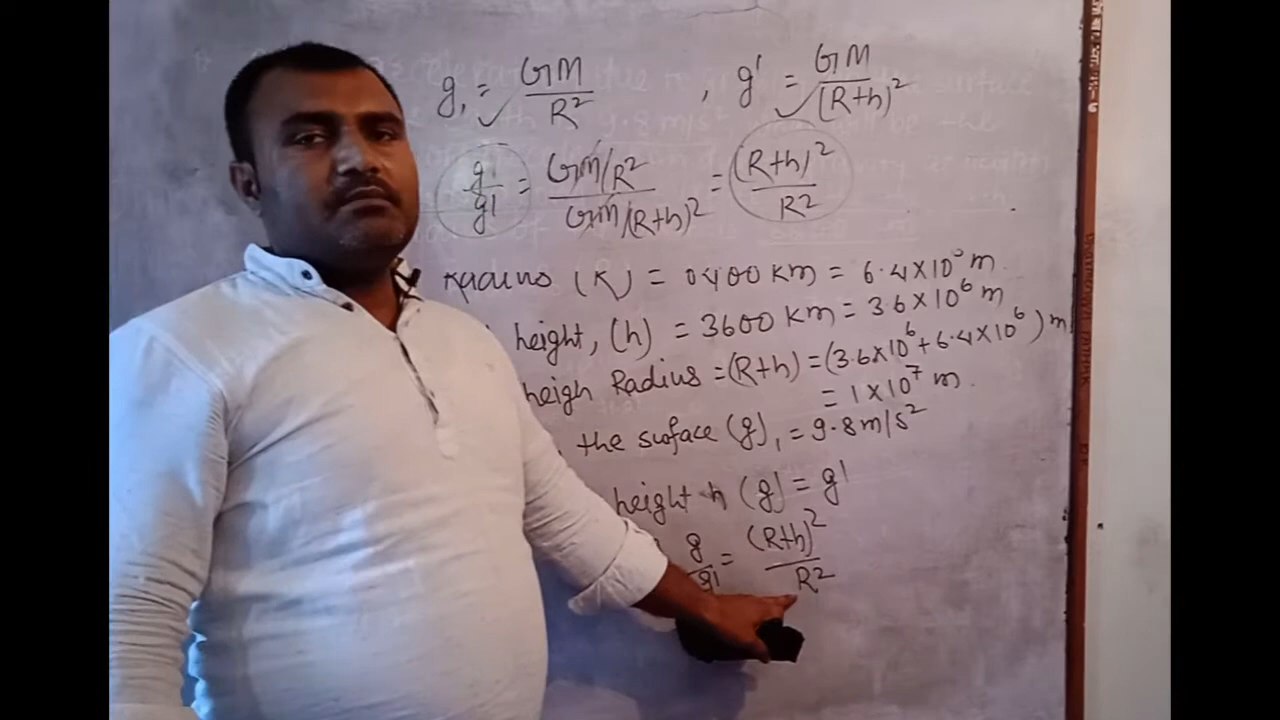 g₁ = GM/R² , g' = GM/(R+h)²
g₁/g' = GM/R² / GM/(R+h)² = (R+h)²/R²
Radius (R) = 6400 km = 6.4×10⁶ m
height, (h) = 3600 km = 3.6×10⁶ m
heigh Radius = (R+h) = (3.6×10⁶ + 6.4×10⁶) m
= 1×10⁷ m
the surface (g)₁ = 9.8 m/s²
height h (g) = g'
g/g' = (R+h)²/R²